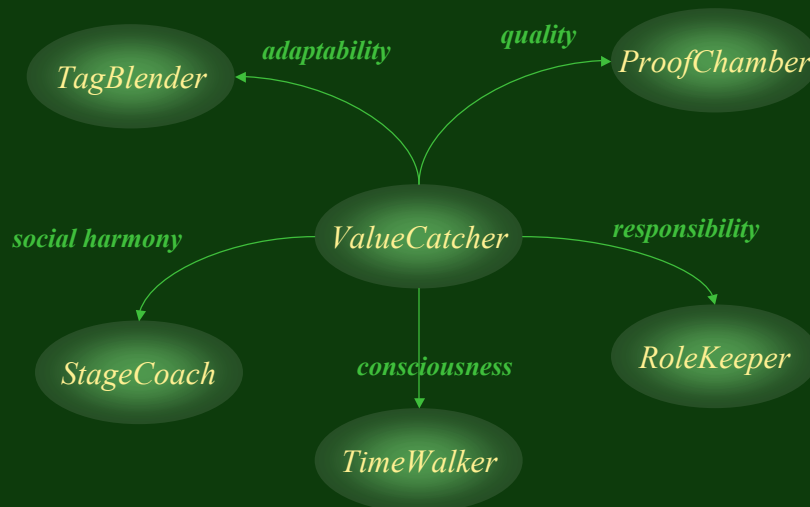 adaptability
quality
TagBlender
ProofChamber
social harmony
ValueCatcher
responsibility
StageCoach
consciousness
RoleKeeper
TimeWalker